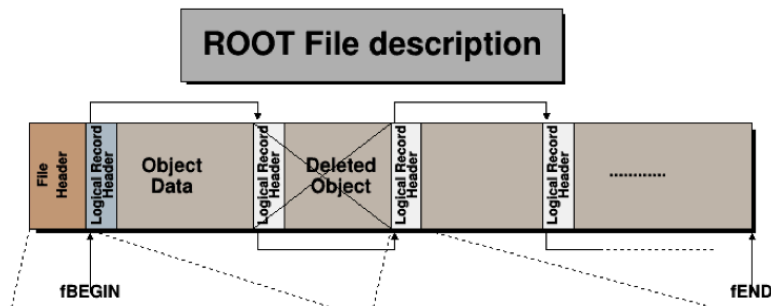 ROOT File description
File
Header
Logical Record
Header
Object
Data
Logical Record
Header
Deleted
Object
Logical Record
Header
Logical Record
Header
............
fBEGIN
fEND